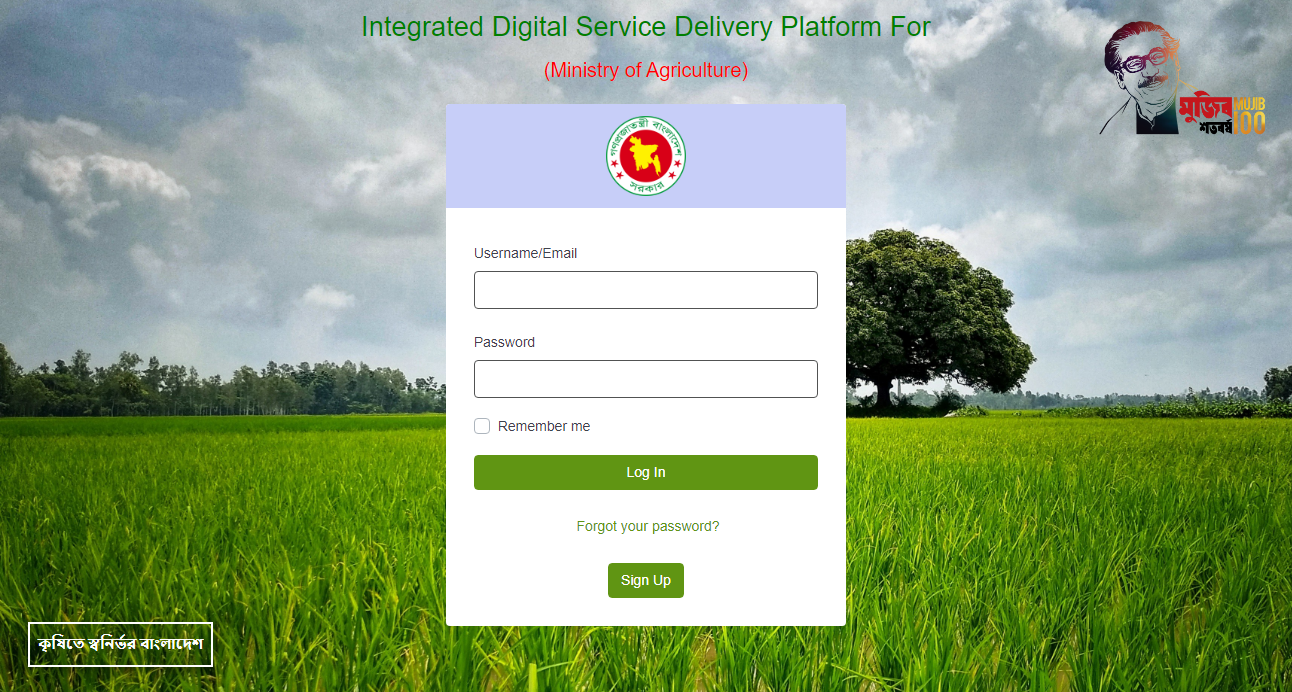 Integrated Digital Service Delivery Platform For
(Ministry of Agriculture)
মুজিব
শতবর্ষ
MUJIB
100
গণপ্রজাতন্ত্রী বাংলাদেশ
সরকার
Username/Email
Password
Remember me
Log In
Forgot your password?
Sign Up
কৃষিতে স্বনির্ভর বাংলাদেশ